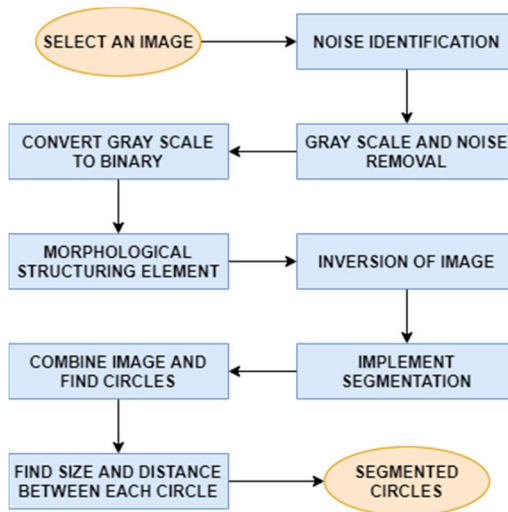 SELECT AN IMAGE
NOISE IDENTIFICATION
GRAY SCALE AND NOISE
REMOVAL
CONVERT GRAY SCALE
TO BINARY
MORPHOLOGICAL
STRUCTURING ELEMENT
INVERSION OF IMAGE
IMPLEMENT
SEGMENTATION
COMBINE IMAGE AND
FIND CIRCLES
FIND SIZE AND DISTANCE
BETWEEN EACH CIRCLE
SEGMENTED
CIRCLES